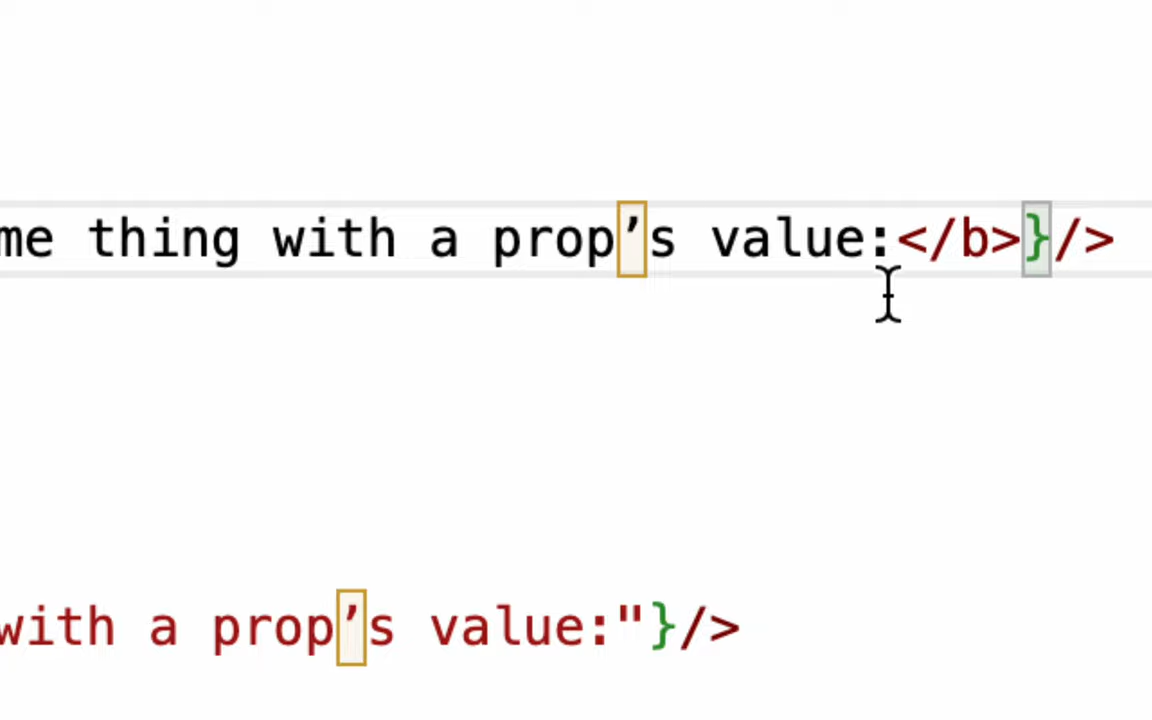 me thing with a prop’s value:</b>}/>
with a prop’s value:"}/>